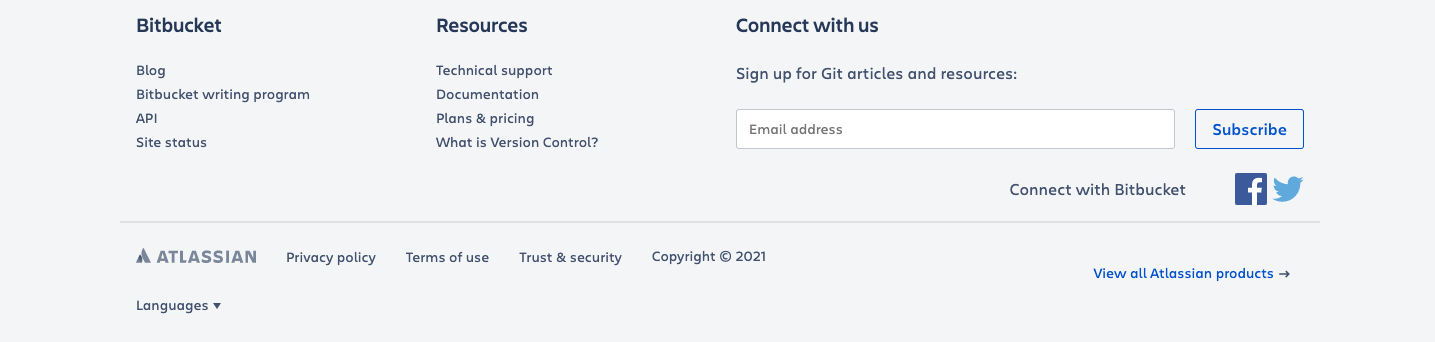 Bitbucket
Blog
Bitbucket writing program
API
Site status
Resources
Technical support
Documentation
Plans & pricing
What is Version Control?
Connect with us
Sign up for Git articles and resources:
Email address
Subscribe
Connect with Bitbucket
ATLASSIAN
Privacy policy
Terms of use
Trust & security
Copyright © 2021
View all Atlassian products →
Languages